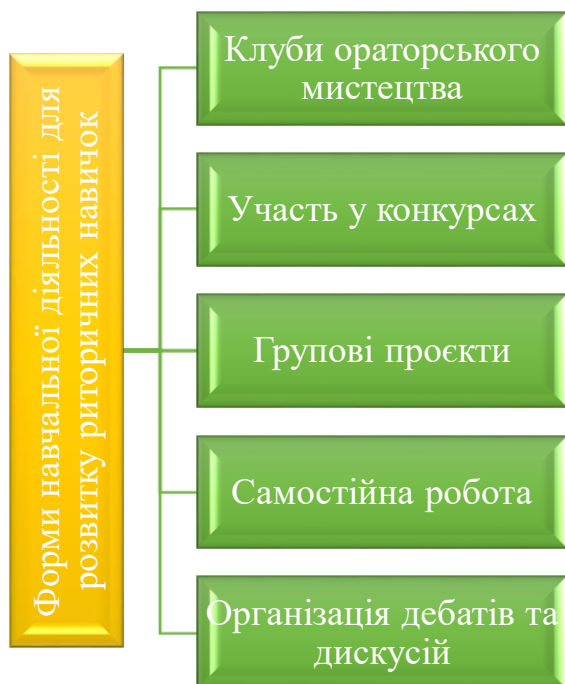 Форми навчальної діяльності для
розвитку риторичних навичок
Клуби ораторського
мистецтва
Участь у конкурсах
Групові проєкти
Самостійна робота
Організація дебатів та
дискусій